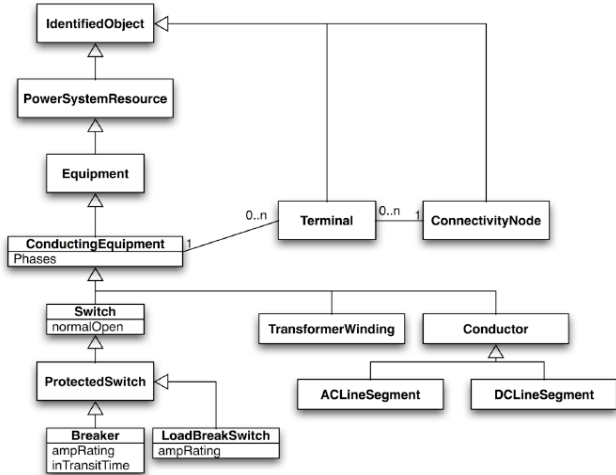 IdentifiedObject
PowerSystemResource
Equipment
0..n
Terminal
0..n
1
ConnectivityNode
ConductingEquipment
1
Phases
Switch
normalOpen
TransformerWinding
Conductor
ProtectedSwitch
ACLineSegment
DCLineSegment
Breaker
ampRating
inTransitTime
LoadBreakSwitch
ampRating